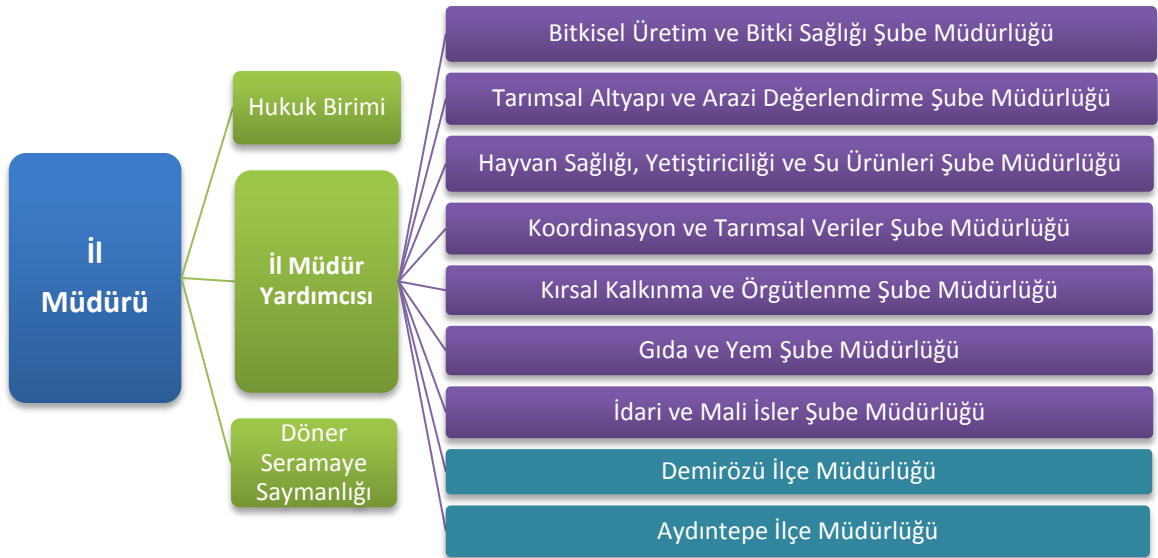 İl
Müdürü
Hukuk Birimi
İl Müdür
Yardımcısı
Döner
Seramaye
Saymanlığı
Bitkisel Üretim ve Bitki Sağlığı Şube Müdürlüğü
Tarımsal Altyapı ve Arazi Değerlendirme Şube Müdürlüğü
Hayvan Sağlığı, Yetiştiriciliği ve Su Ürünleri Şube Müdürlüğü
Koordinasyon ve Tarımsal Veriler Şube Müdürlüğü
Kırsal Kalkınma ve Örgütlenme Şube Müdürlüğü
Gıda ve Yem Şube Müdürlüğü
İdari ve Mali İsler Şube Müdürlüğü
Demirözü İlçe Müdürlüğü
Aydıntepe İlçe Müdürlüğü